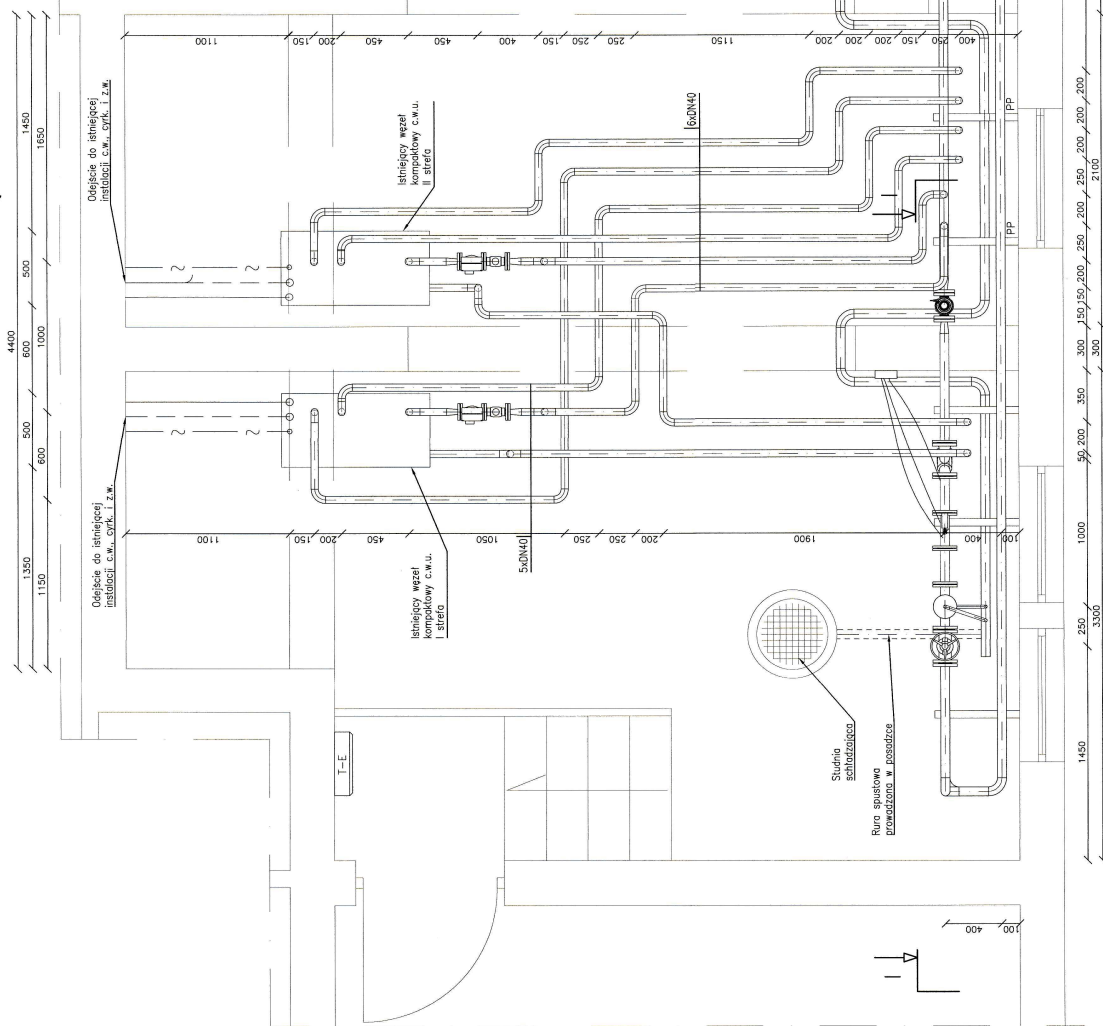 4400
1450
500
600
500
1350
1650
1000
600
1150
Odejście do istniejącej
instalacji c.w., cyrk. i z.w.
Odejście do istniejącej
instalacji c.w., cyrk. i z.w.
1100
150
200
450
450
400
150
250
250
1150
200
200
200
150
250
400
Istniejący węzeł
kompaktowy c.w.u.
II strefa
6xDN40
1100
150
200
450
1050
250
250
200
1900
400
100
Istniejący węzeł
kompaktowy c.w.u.
I strefa
5xDN40
T-E
Studnia
schładzająca
Rura spustowa
prowadzona w posadzce
PP
PP
I
I
400
100
200
200
200
250
200
250
200
150
150
300
350
200
50
1000
250
1450
2100
300
3300